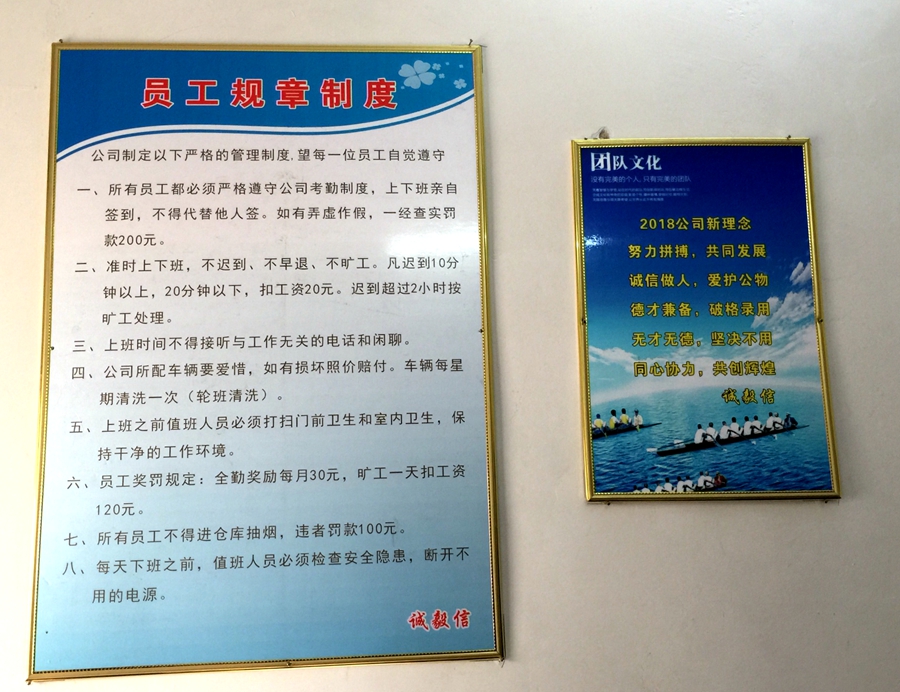 员工规章制度
公司制定以下严格的管理制度,望每一位员工自觉遵守
一、所有员工都必须严格遵守公司考勤制度，上下班亲自
签到，不得代替他人签。如有弄虚作假，一经查实罚
款200元。
二、准时上下班，不迟到、不早退、不旷工。凡迟到10分
钟以上，20分钟以下，扣工资20元。迟到超过2小时按
旷工处理。
三、上班时间不得接听与工作无关的电话和闲聊。
四、公司所配车辆要爱惜，如有损坏照价赔付。车辆每星
期清洗一次（轮班清洗）。
五、上班之前值班人员必须打扫门前卫生和室内卫生，保
持干净的工作环境。
六、员工奖罚规定：全勤奖励每月30元，旷工一天扣工资
120元。
七、所有员工不得进仓库抽烟，违者罚款100元。
八、每天下班之前，值班人员必须检查安全隐患，断开不
用的电源。
诚毅信
团队文化
没有完美的个人,只有完美的团队
2018公司新理念
努力拼搏，共同发展
诚信做人，爱护公物
德才兼备，破格录用
无才无德，坚决不用
同心协力，共创辉煌
诚毅信